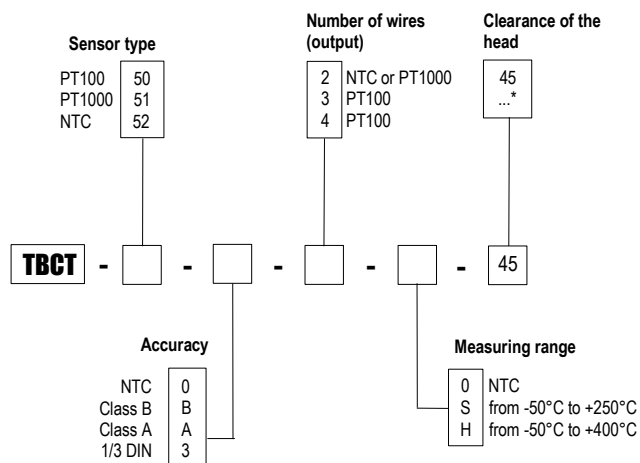 Sensor type
PT100 50
PT1000 51
NTC 52
Number of wires
(output)
2 NTC or PT1000
3 PT100
4 PT100
Clearance of the
head
45
...*
TBCT - - - - - 45
Accuracy
NTC 0
Class B B
Class A A
1/3 DIN 3
Measuring range
0 NTC
S from -50°C to +250°C
H from -50°C to +400°C